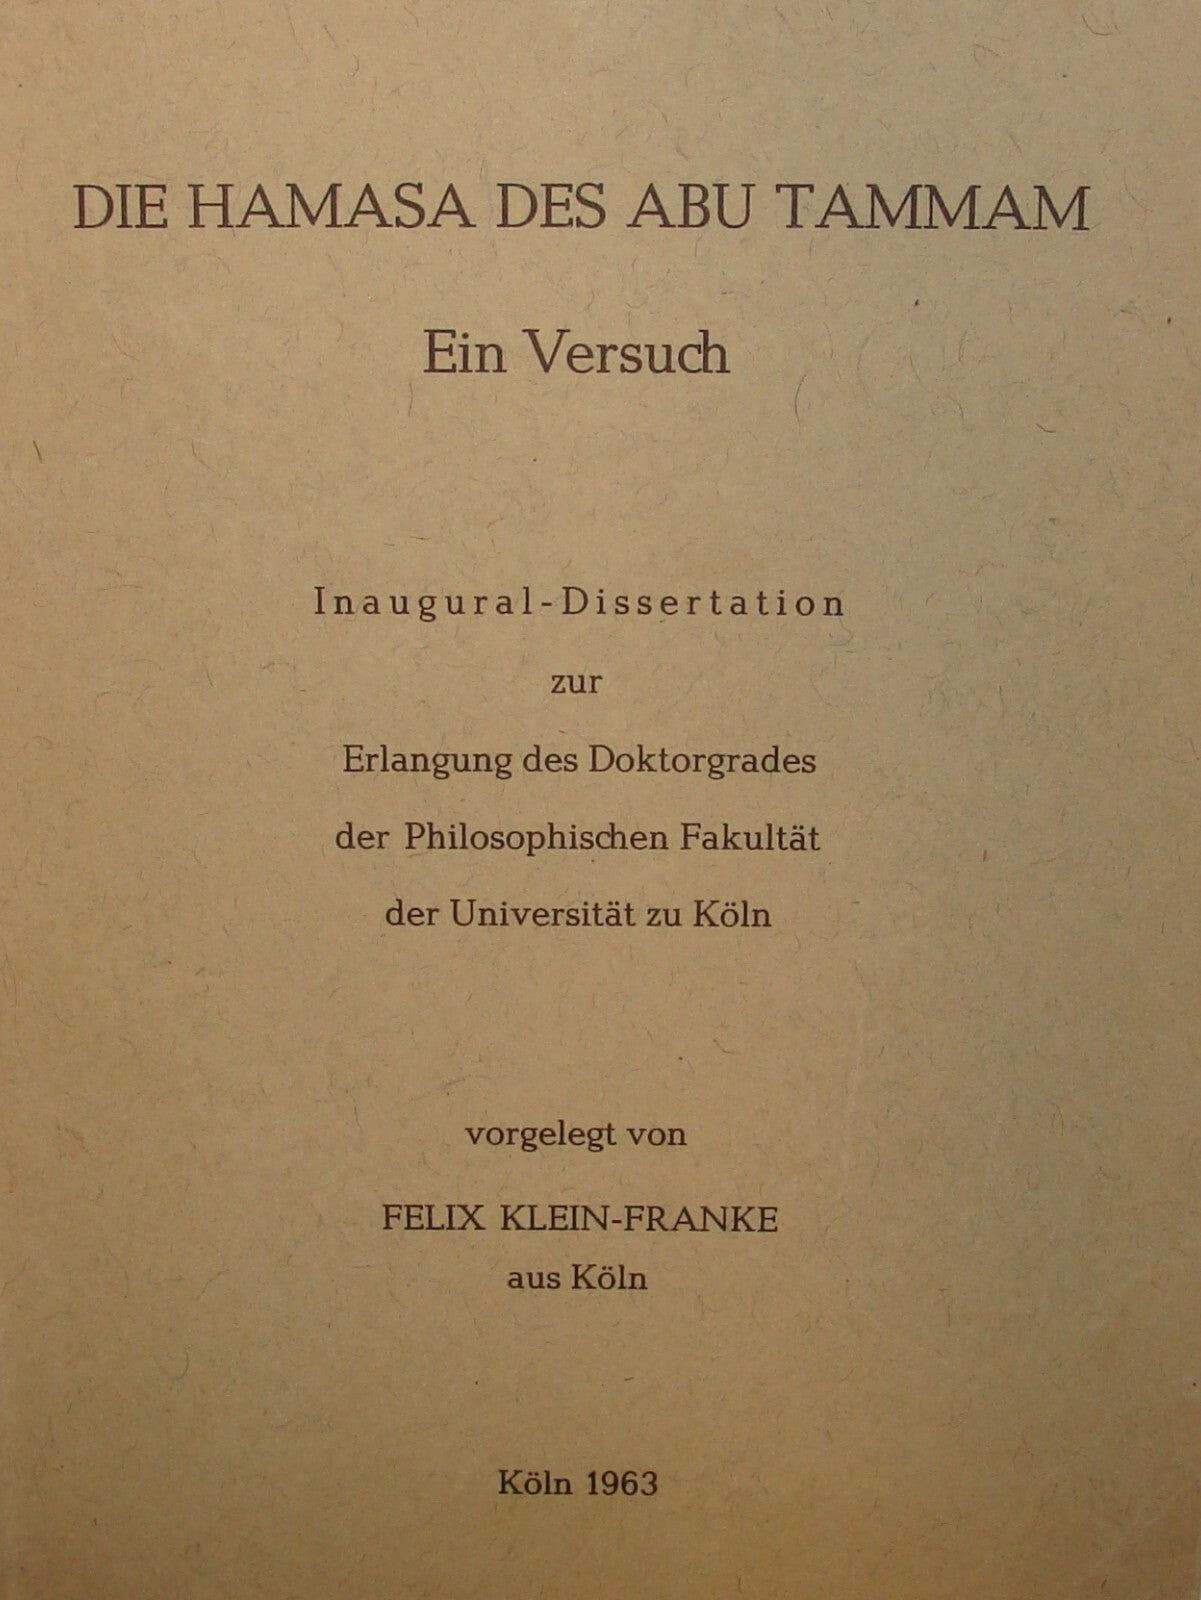 DIE HAMASA DES ABU TAMMAM
Ein Versuch
Inaugural-Dissertation
zur
Erlangung des Doktorgrades
der Philosophischen Fakultät
der Universität zu Köln
vorgelegt von
FELIX KLEIN-FRANKE
aus Köln
Köln 1963